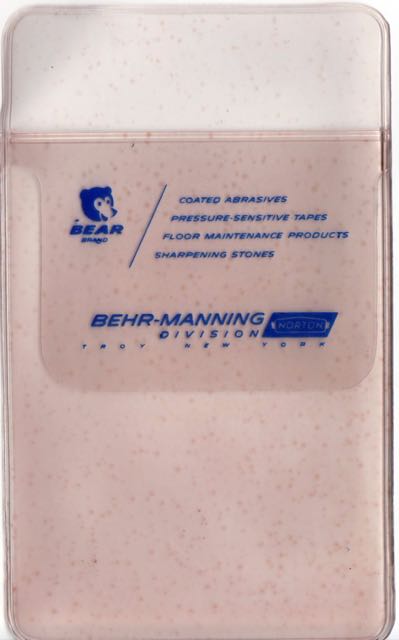 BEAR
BRAND
COATED ABRASIVES
PRESSURE-SENSITIVE TAPES
FLOOR MAINTENANCE PRODUCTS
SHARPENING STONES
BEHR-MANNING
DIVISION
NORTON
TROY NEW YORK